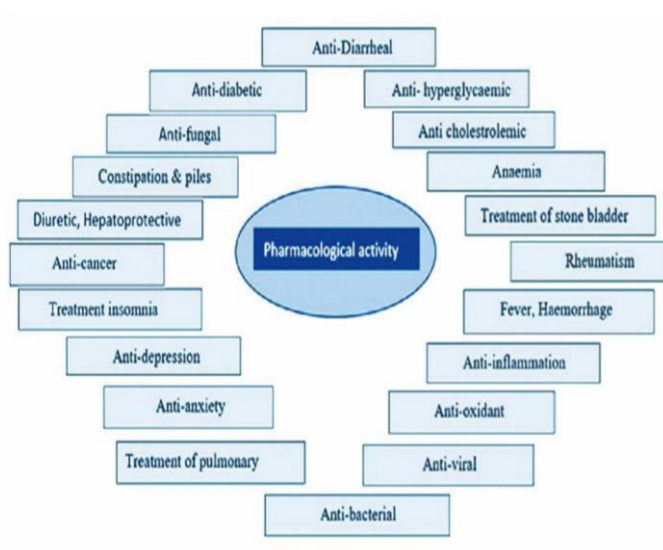 Anti-Diarrheal
Anti-diabetic
Anti- hyperglycaemic
Anti-fungal
Anti cholestrolemic
Constipation & piles
Anaemia
Diuretic, Hepatoprotective
Treatment of stone bladder
Pharmacological activity
Anti-cancer
Rheumatism
Treatment insomnia
Fever, Haemorrhage
Anti-depression
Anti-inflammation
Anti-anxiety
Anti-oxidant
Treatment of pulmonary
Anti-viral
Anti-bacterial